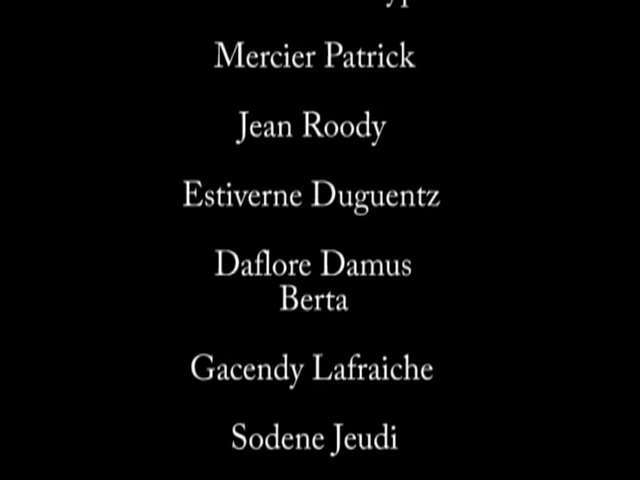 Mercier Patrick
Jean Roody
Estiverne Duguentz
Daflore Damus
Berta
Gacendy Lafraiche
Sodene Jeudi